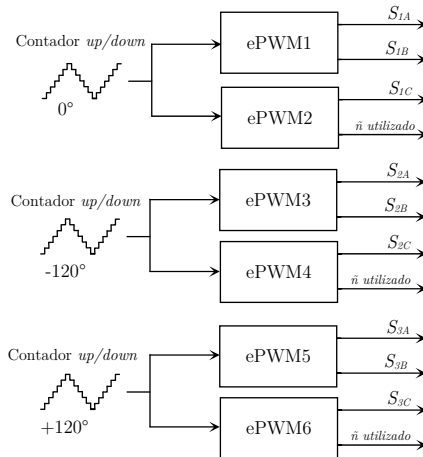 Contador up/down
0°
ePWM1
S1A
S1B
ePWM2
S1C
ñ utilizado
Contador up/down
-120°
ePWM3
S2A
S2B
ePWM4
S2C
ñ utilizado
Contador up/down
+120°
ePWM5
S3A
S3B
ePWM6
S3C
ñ utilizado